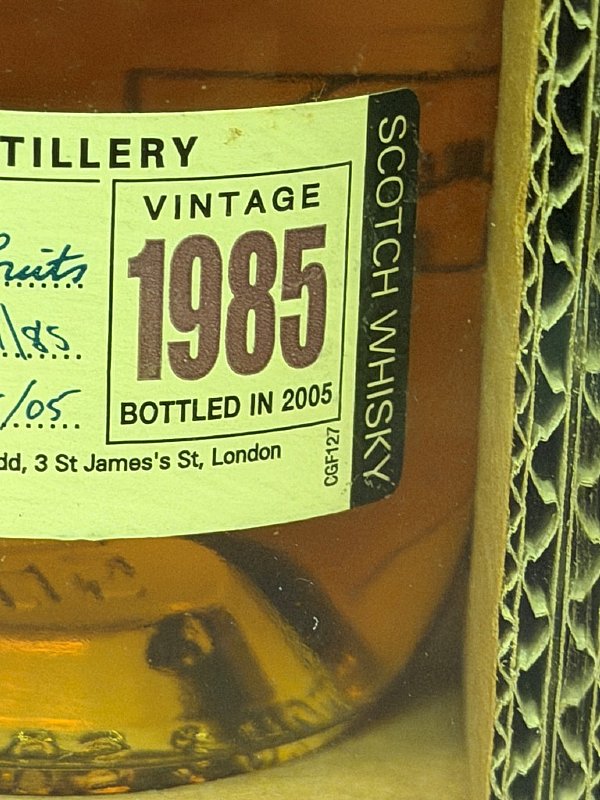 TILLERY
VINTAGE
1985
BOTTLED IN 2005
/85
/05
dd, 3 St James's St, London
CGF127
SCOTCH WHISKY